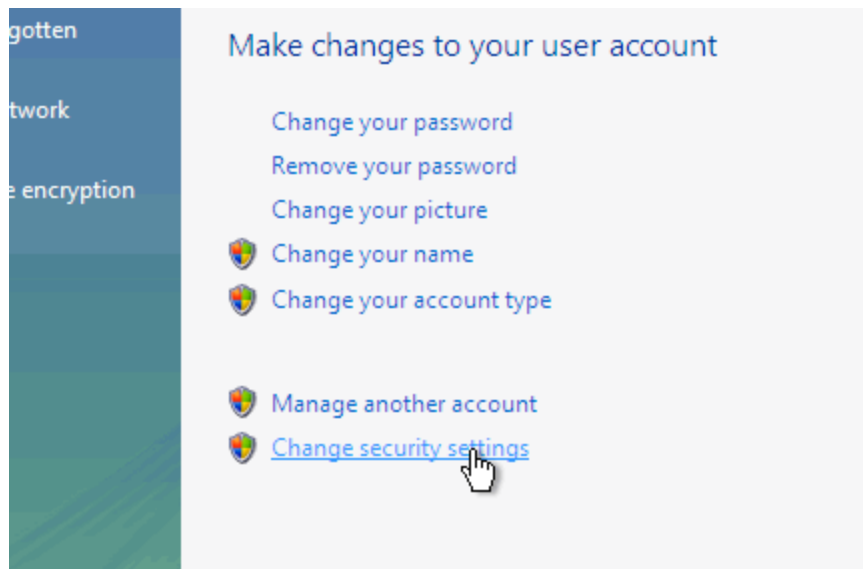 gotten
twork
e encryption
Make changes to your user account
Change your password
Remove your password
Change your picture
Change your name
Change your account type
Manage another account
Change security settings